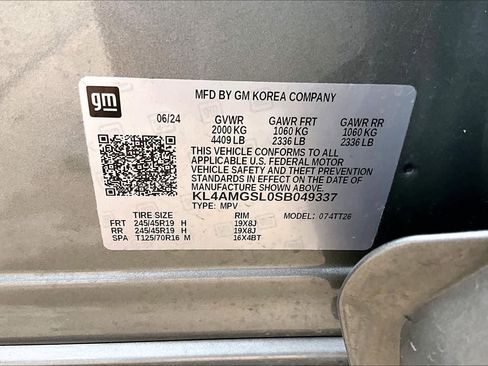 gm
MFD BY GM KOREA COMPANY
06/24 GVWR GAWR FRT GAWR RR
2000 KG 1060 KG 1060 KG
4409 LB 2336 LB 2336 LB
THIS VEHICLE CONFORMS TO ALL
APPLICABLE U.S. FEDERAL MOTOR
VEHICLE SAFETY AND THEFT PREVENTION
STANDARDS IN EFFECT ON THE DATE OF
MANUFACTURE SHOWN ABOVE.
KL4AMGSL0SB049337
TYPE: MPV
TIRE SIZE RIM MODEL: 074TT26
FRT 245/45R19 H 19X8J
RR 245/45R19 H 19X8J
SPA T125/70R16 M 16X4BT